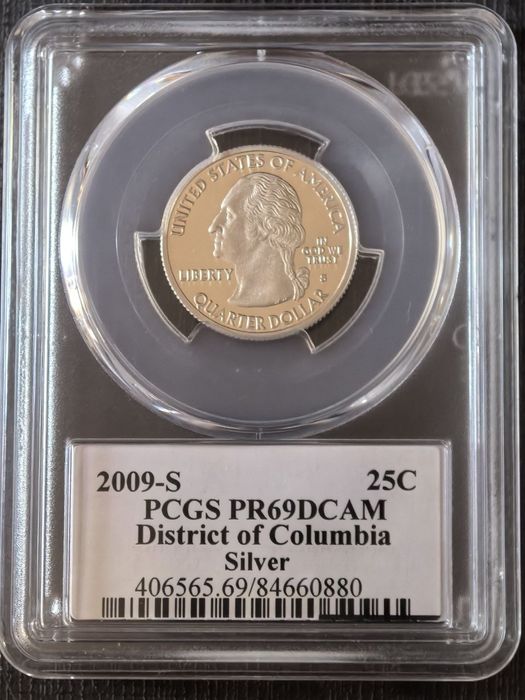 UNITED STATES OF AMERICA
IN
GOD WE
TRUST
LIBERTY
S
QUARTER DOLLAR
2009-S 25C
PCGS PR69DCAM
District of Columbia
Silver
406565.69/84660880